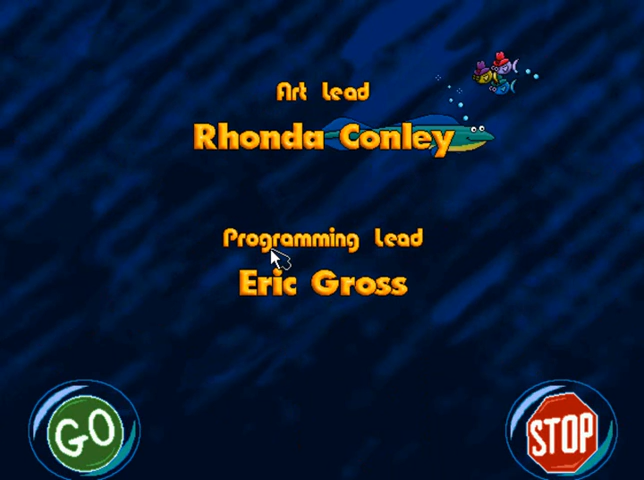 Art Lead
Rhonda Conley
Programming Lead
Eric Gross
GO
STOP